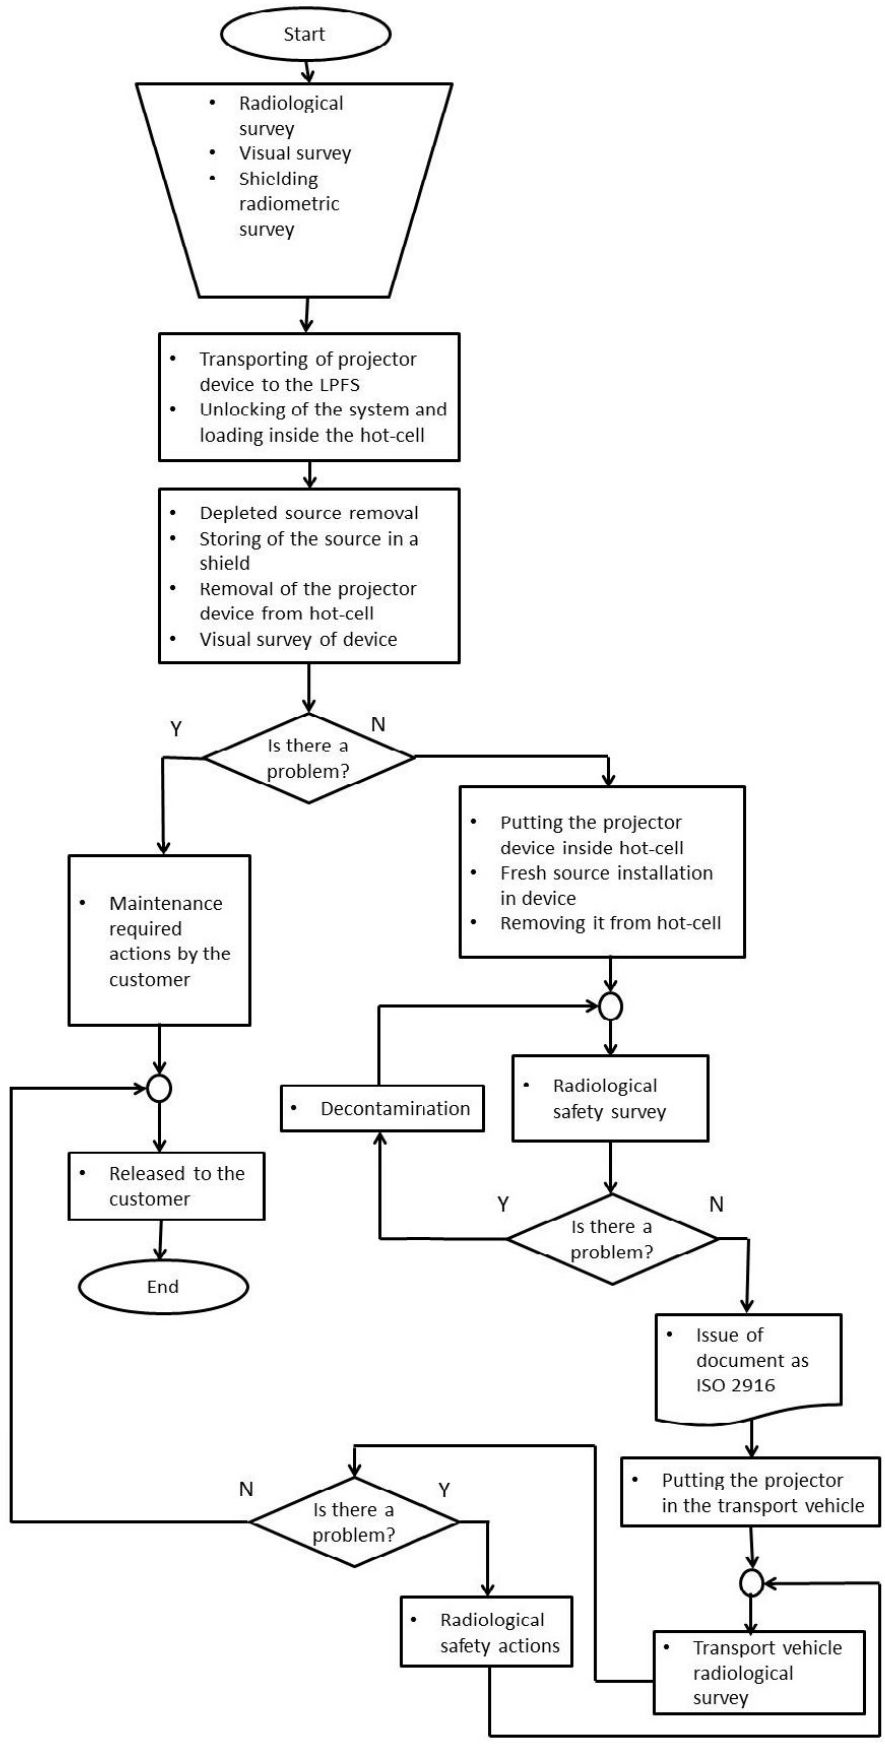 Start
• Radiological
survey
• Visual survey
• Shielding
radiometric
survey
• Transporting of projector
device to the LPFS
• Unlocking of the system and
loading inside the hot-cell
• Depleted source removal
• Storing of the source in a
shield
• Removal of the projector
device from hot-cell
• Visual survey of device
Y
N
Is there a
problem?
• Putting the projector
device inside hot-cell
• Fresh source installation
in device
• Removing it from hot-cell
• Maintenance
required
actions by the
customer
• Radiological
safety survey
• Decontamination
• Released to the
customer
Y
N
Is there a
problem?
End
• Issue of
document as
ISO 2916
N
Y
Is there a
problem?
• Putting the projector
in the transport vehicle
• Radiological
safety actions
• Transport vehicle
radiological
survey